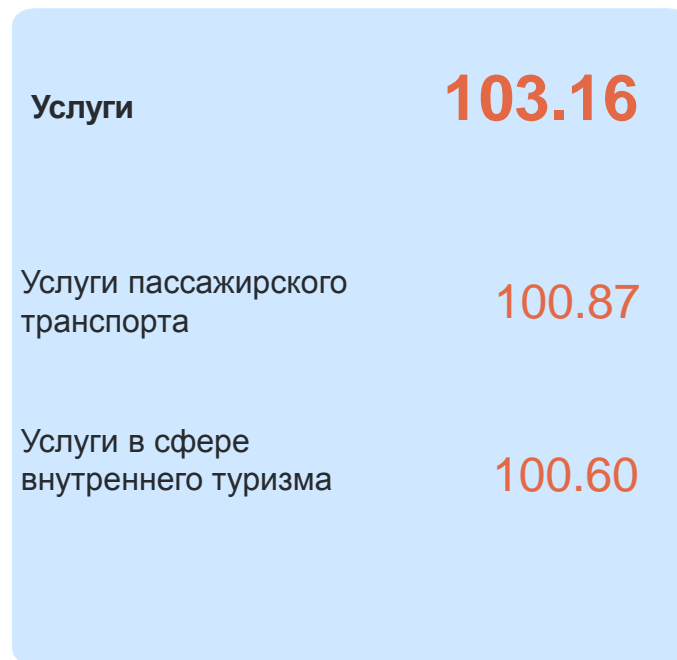 Услуги 103.16
Услуги пассажирского
транспорта 100.87
Услуги в сфере
внутреннего туризма 100.60